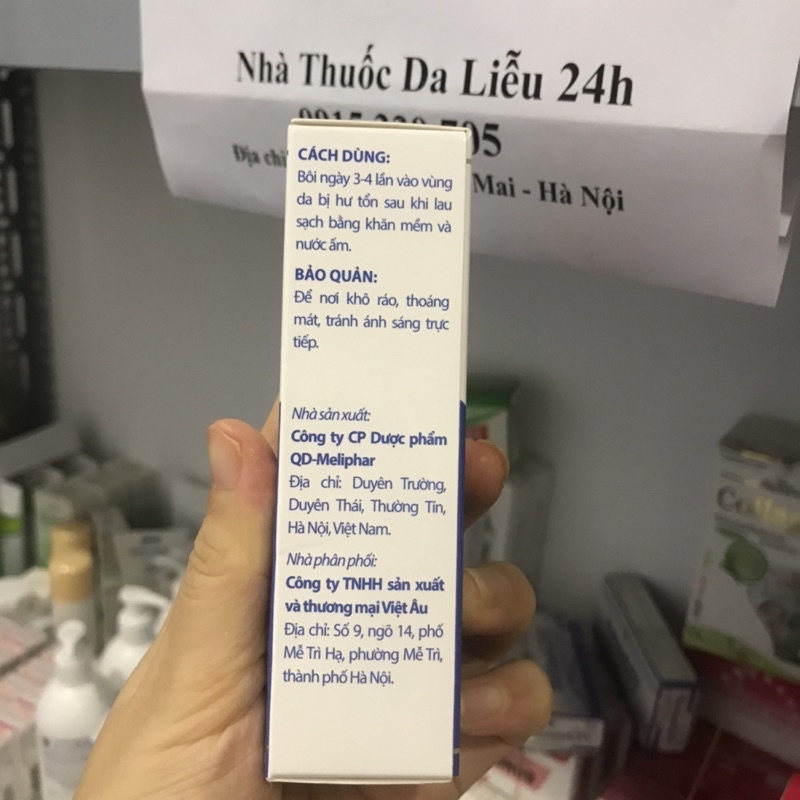 Nhà Thuốc Da Liễu 24h
Địa chỉ
Mai - Hà Nội
CÁCH DÙNG:
Bôi ngày 3-4 lần vào vùng
da bị hư tổn sau khi lau
sạch bằng khăn mềm và
nước ấm.
BẢO QUẢN:
Để nơi khô ráo, thoáng
mát, tránh ánh sáng trực
tiếp.
Nhà sản xuất:
Công ty CP Dược phẩm
QD-Meliphar
Địa chỉ: Duyên Trường,
Duyên Thái, Thường Tín,
Hà Nội, Việt Nam.
Nhà phân phối:
Công ty TNHH sản xuất
và thương mại Việt Âu
Địa chỉ: Số 9, ngõ 14, phố
Mễ Trì Hạ, phường Mễ Trì,
thành phố Hà Nội.